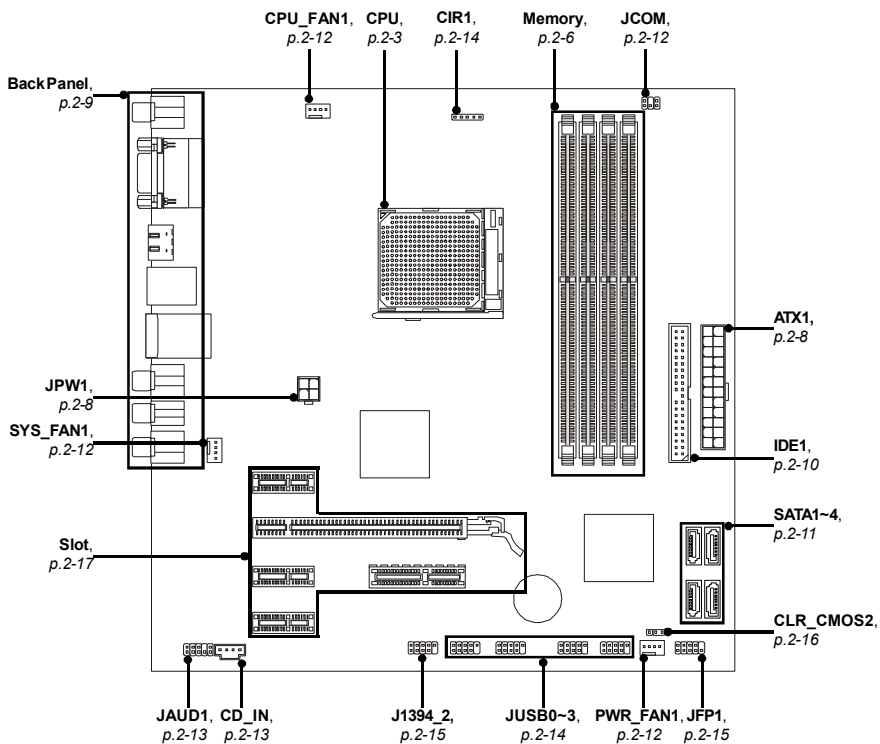 CPU_FAN1,
p.2-12
CPU,
p.2-3
CIR1,
p.2-14
Memory,
p.2-6
JCOM,
p.2-12
Back Panel,
p.2-9
ATX1,
p.2-8
JPW1,
p.2-8
SYS_FAN1,
p.2-12
IDE1,
p.2-10
SATA1~4,
p.2-11
Slot,
p.2-17
CLR_CMOS2,
p.2-16
JAUD1,
p.2-13
CD_IN,
p.2-13
J1394_2,
p.2-15
JUSB0~3,
p.2-14
PWR_FAN1,
p.2-12
JFP1,
p.2-15